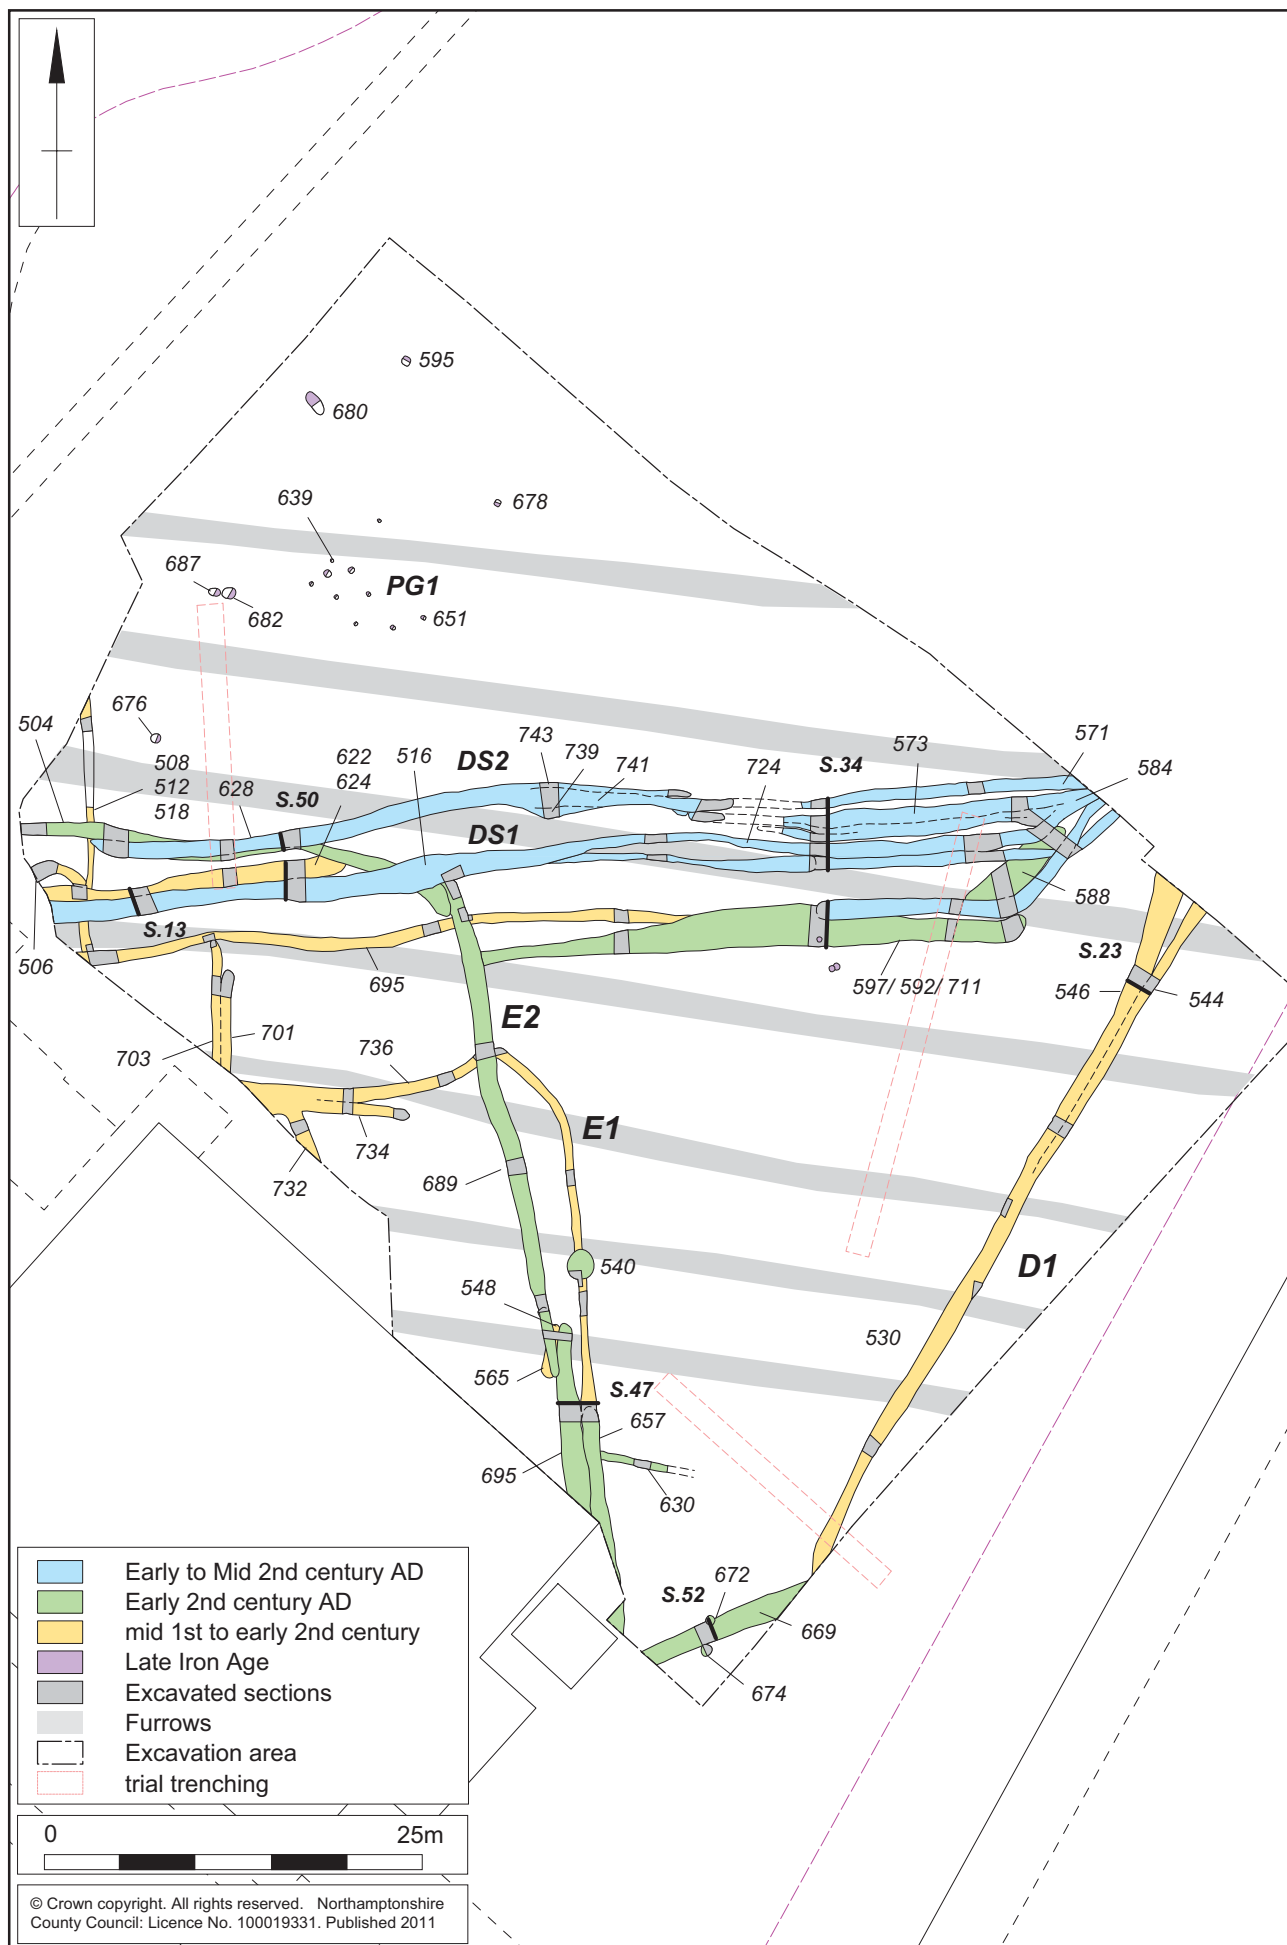 595
680
678
639
687
PG1
682
651
676
504
508
512
518
628
S.50
622
624
516
DS2
743
739
741
DS1
724
S.34
573
571
584
588
S.23
546
544
506
S.13
695
597/ 592/ 711
E2
701
703
736
E1
734
732
689
540
548
D1
530
565
S.47
657
695
630
S.52
672
669
674
Early to Mid 2nd century AD
Early 2nd century AD
mid 1st to early 2nd century
Late Iron Age
Excavated sections
Furrows
Excavation area
trial trenching
0 25m
© Crown copyright. All rights reserved. Northamptonshire
County Council: Licence No. 100019331. Published 2011